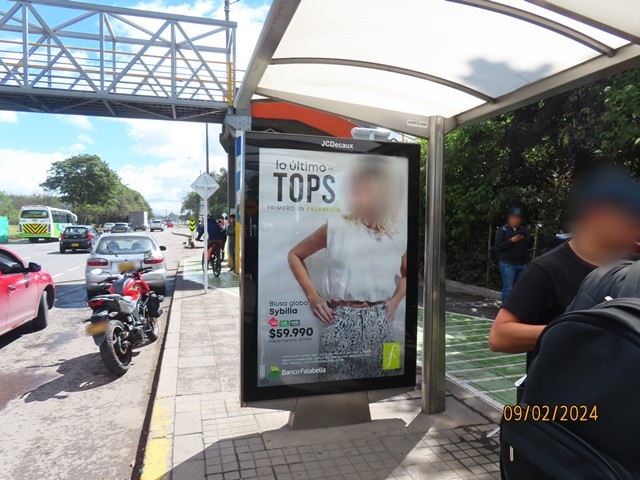 JCDecaux
lo último en
TOPS
PRIMERO EN FALABELLA
Blusa globo
Sybilla
$59.990
Banco Falabella
f.
09/02/2024